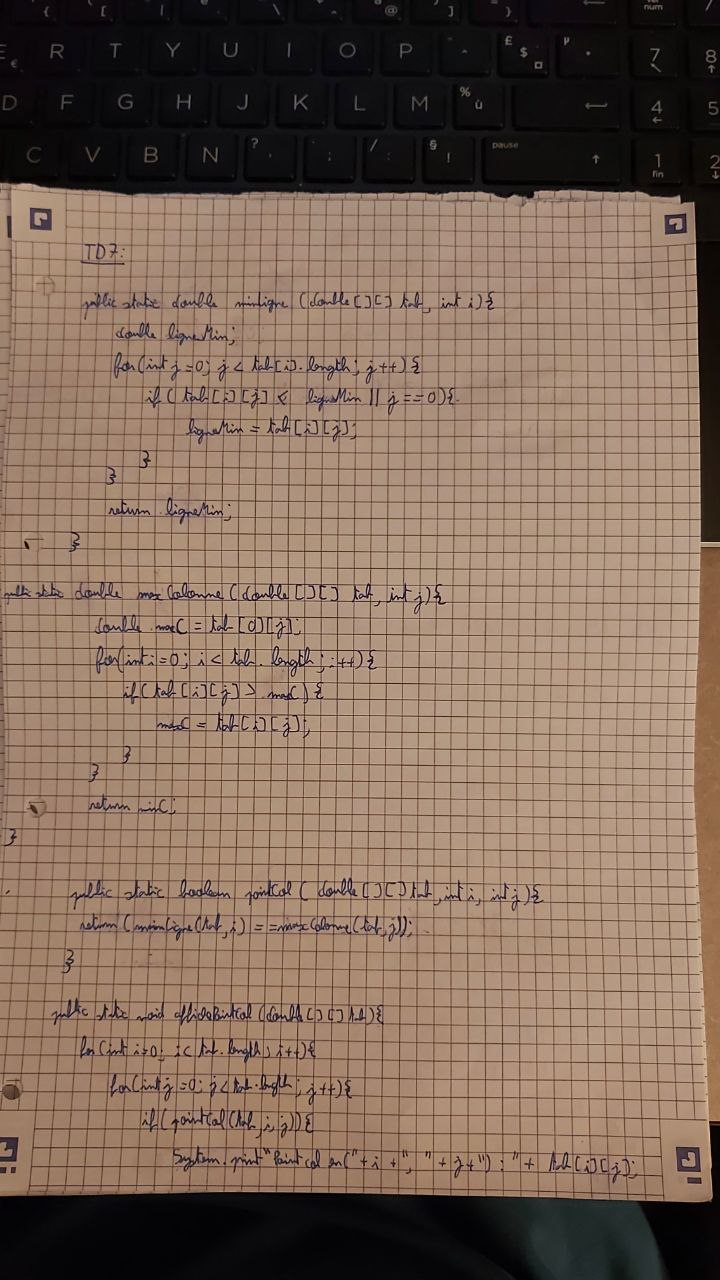 { [ | ` \ ^ @ ] }
ver num 7
E € R T Y U I O P ¨ ^ £ $ ¤ µ * 7 8
D F G H J K L M % ù 4 5
C V B N ? , . ; / : § ! pause 1 fin 2
TD7:
public static double minLigne (double[][] tab, int i){
double ligneMin;
for(int j=0; j < tab[i].length; j++){
if( tab[i][j] < ligneMin || j==0){
ligneMin = tab[i][j];
}
}
return ligneMin;
}
public static double maxColonne (double[][] tab, int j){
double maxC = tab[0][j];
for(int i=0; i < tab.length; i++){
if(tab[i][j] > maxC) {
maxC = tab[i][j];
}
}
return minC;
}
public static boolean pointCol ( double[][] tab, int i, int j){
return (minLigne(tab, i) = = maxColonne(tab, j));
}
public static void affichePointCol (double[][] tab){
for (int i=0; i< tab.length; i++){
for(int j=0; j< tab.length; j++){
if( pointCol(tab, i, j)){
System.print"Point col en("+ i +", " + j +") : "+ tab[i][j];